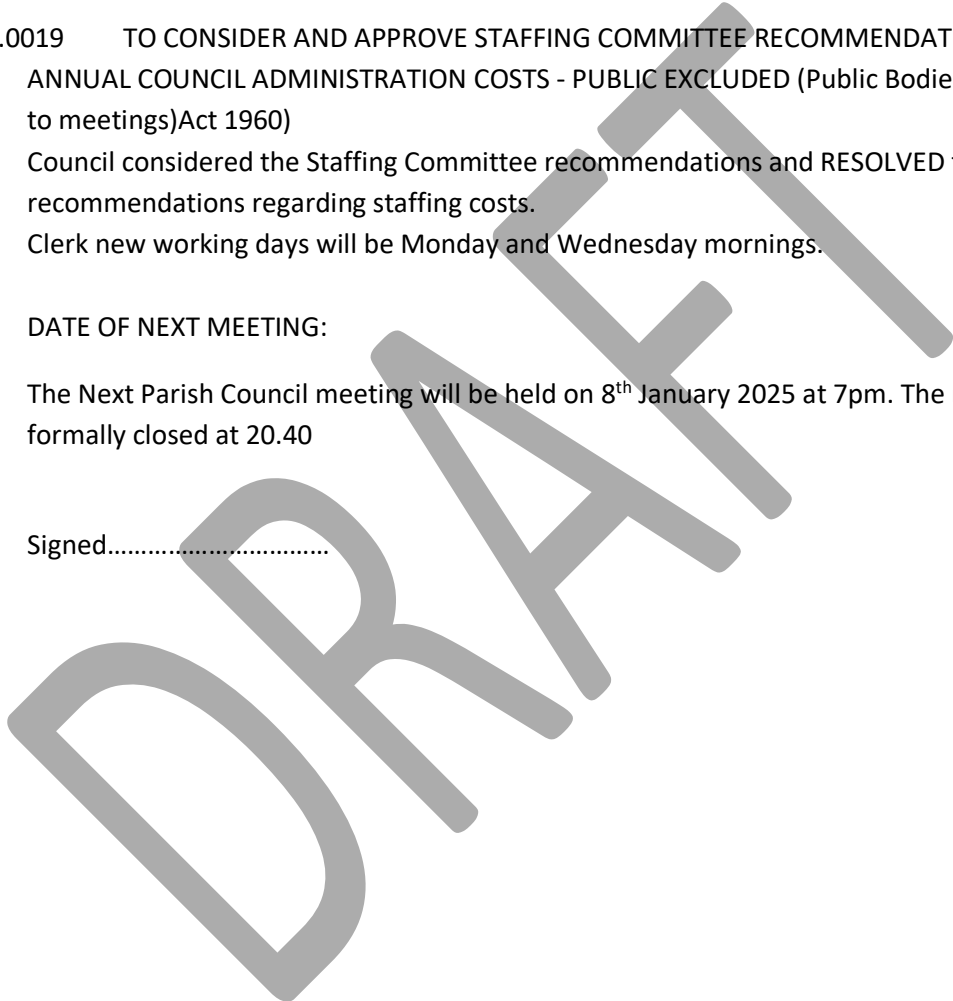 .0019 TO CONSIDER AND APPROVE STAFFING COMMITTEE RECOMMENDAT
ANNUAL COUNCIL ADMINISTRATION COSTS - PUBLIC EXCLUDED (Public Bodie
to meetings)Act 1960)
Council considered the Staffing Committee recommendations and RESOLVED
recommendations regarding staffing costs.
Clerk new working days will be Monday and Wednesday mornings.
DATE OF NEXT MEETING:
The Next Parish Council meeting will be held on 8th January 2025 at 7pm. The
formally closed at 20.40
Signed……………………………
DRAFT